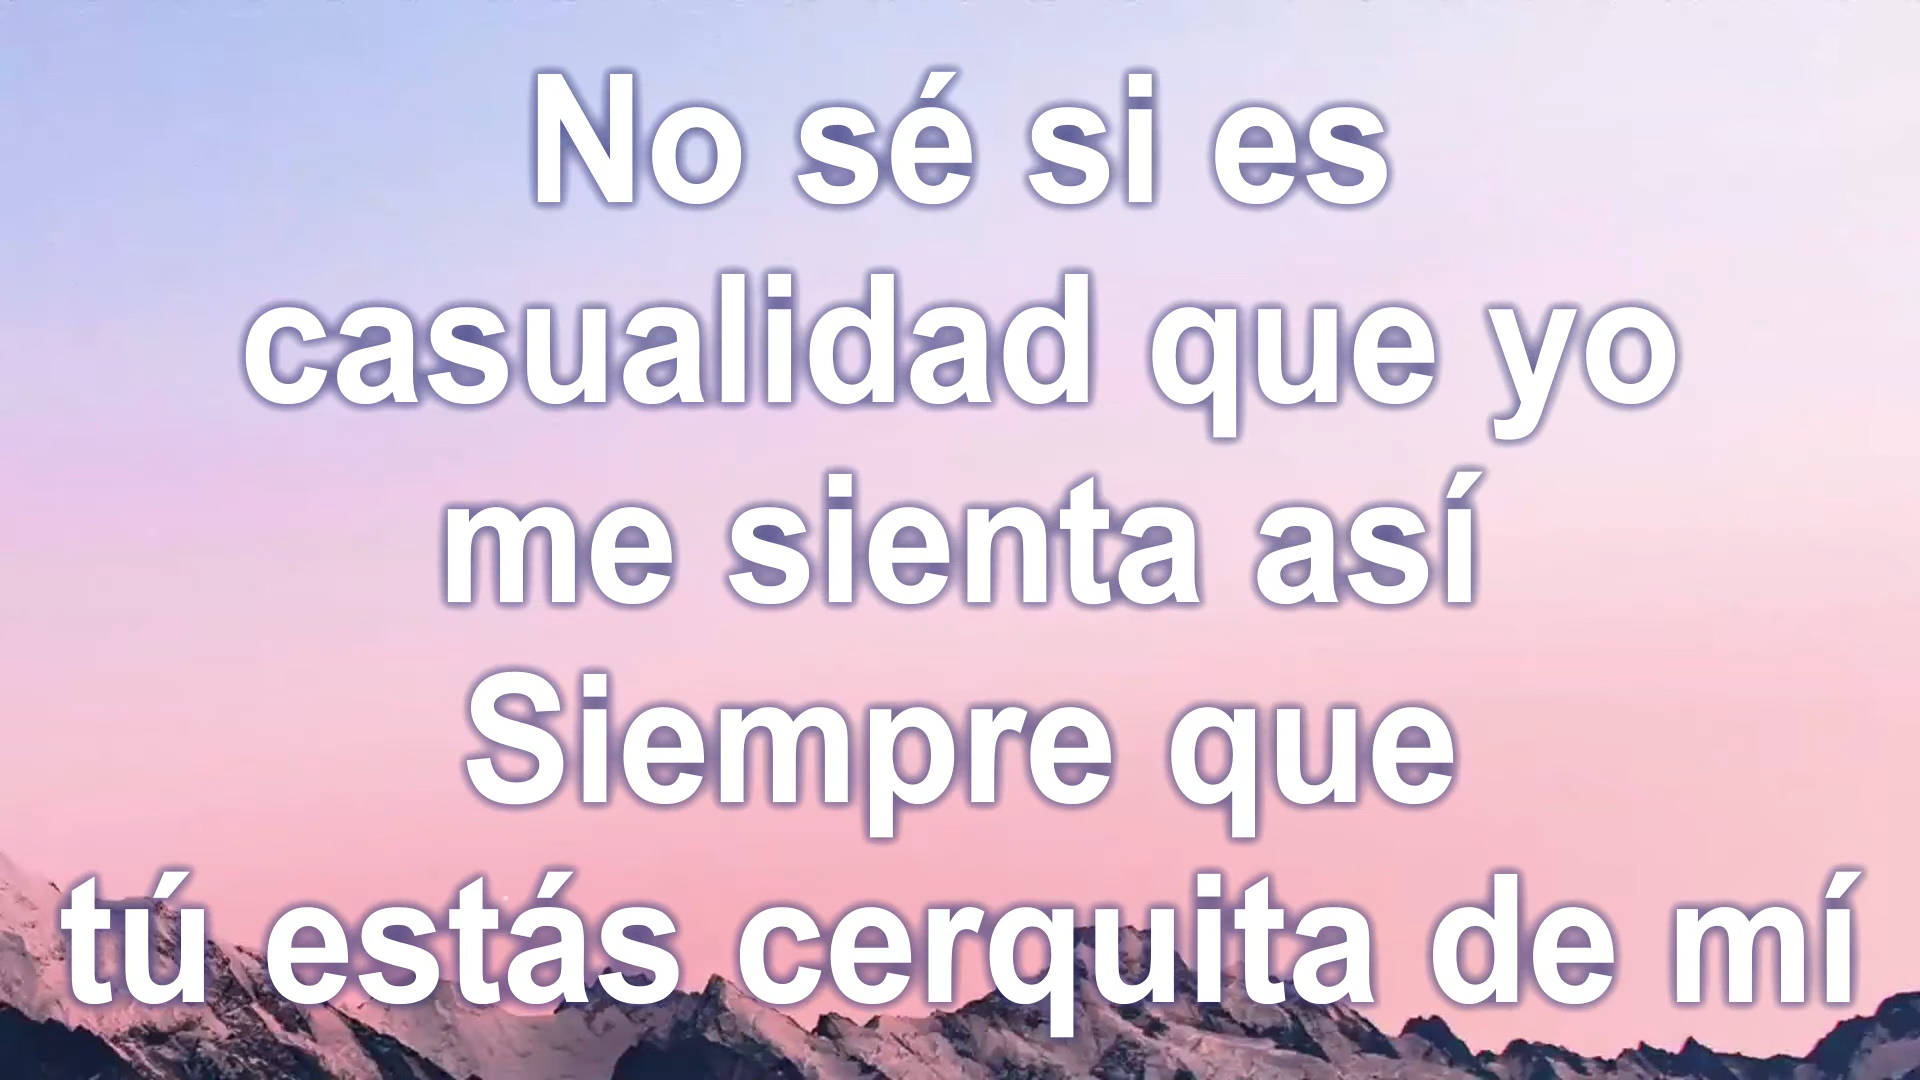 No sé si es
casualidad que yo
me sienta así
Siempre que
tú estás cerquita de mí